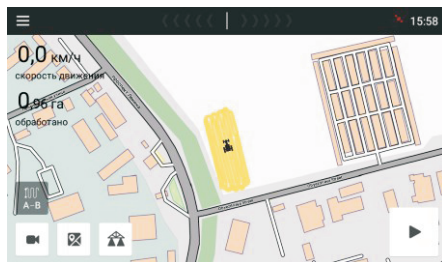 15:58
0,0 км/ч
скорость движения
0,96 га
обработано
A-B